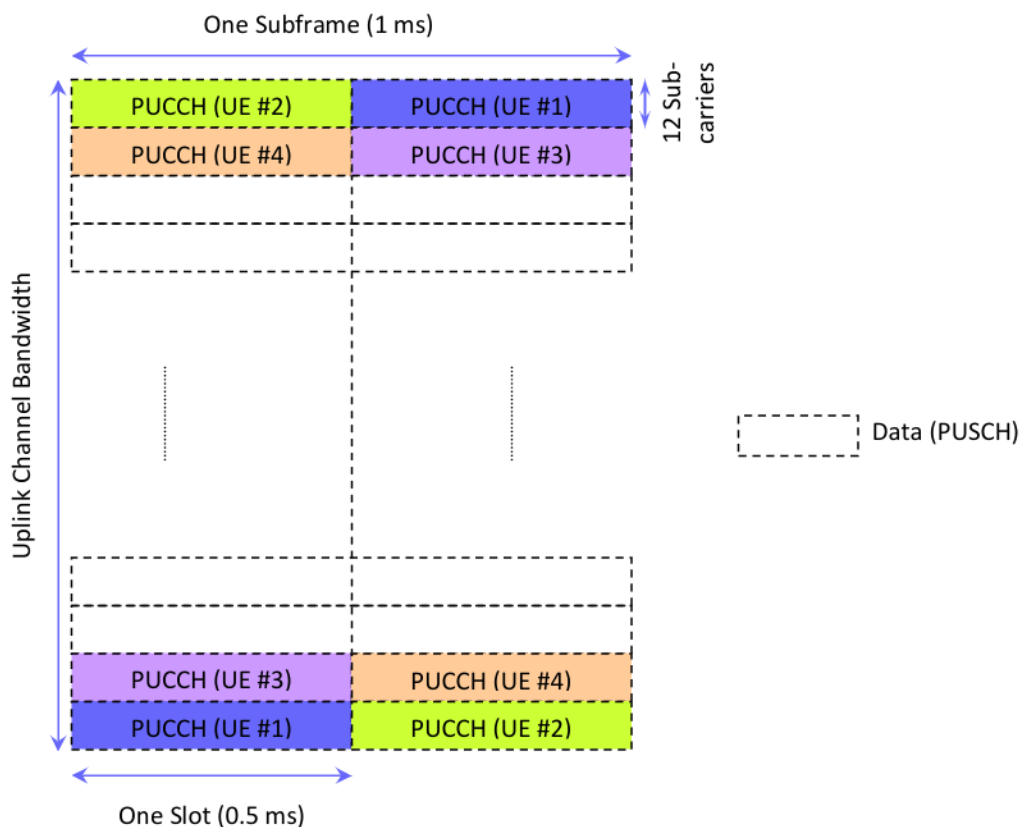 One Subframe (1 ms)
PUCCH (UE #2)
PUCCH (UE #1)
12 Sub-
carriers
PUCCH (UE #4)
PUCCH (UE #3)
Uplink Channel Bandwidth
Data (PUSCH)
PUCCH (UE #3)
PUCCH (UE #4)
PUCCH (UE #1)
PUCCH (UE #2)
One Slot (0.5 ms)